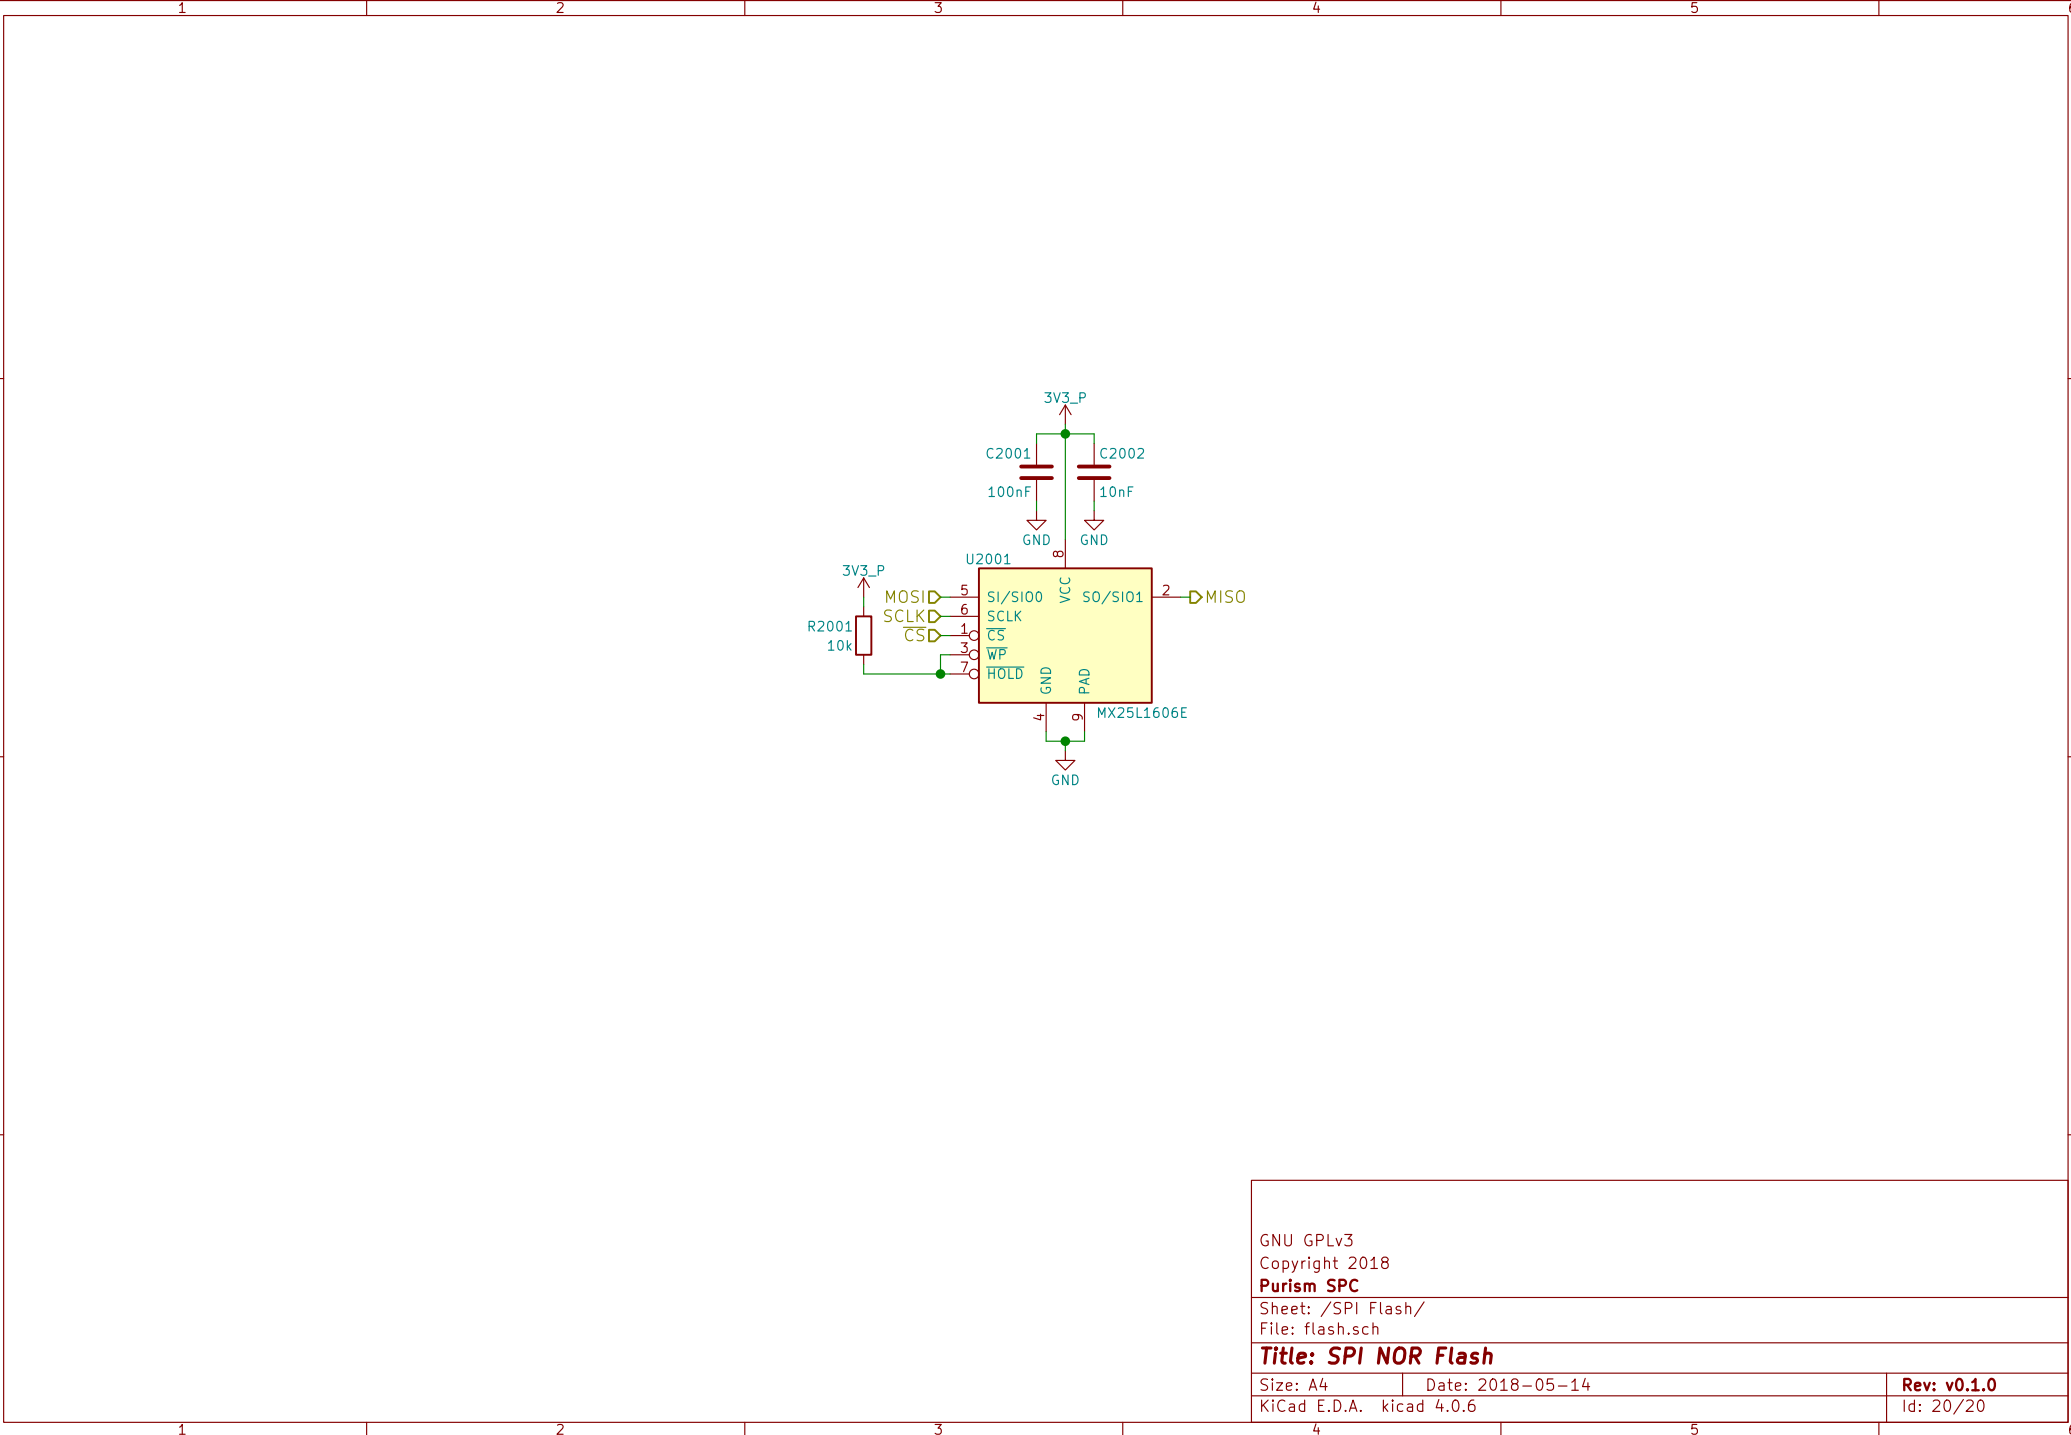 1 2 3 4 5
3V3_P
C2001 C2002
100nF 10nF
GND GND
8
U2001
3V3_P
MOSI 5 SI/SIO0 VCC SO/SIO1 2 MISO
SCLK 6 SCLK
R2001
CS 1 CS
10k
3 WP
7 HOLD
GND PAD
4 9
MX25L1606E
GND
GNU GPLv3
Copyright 2018
Purism SPC
Sheet: /SPI Flash/
File: flash.sch
Title: SPI NOR Flash
Size: A4 Date: 2018-05-14 Rev: v0.1.0
KiCad E.D.A. kicad 4.0.6 Id: 20/20
1 2 3 4 5